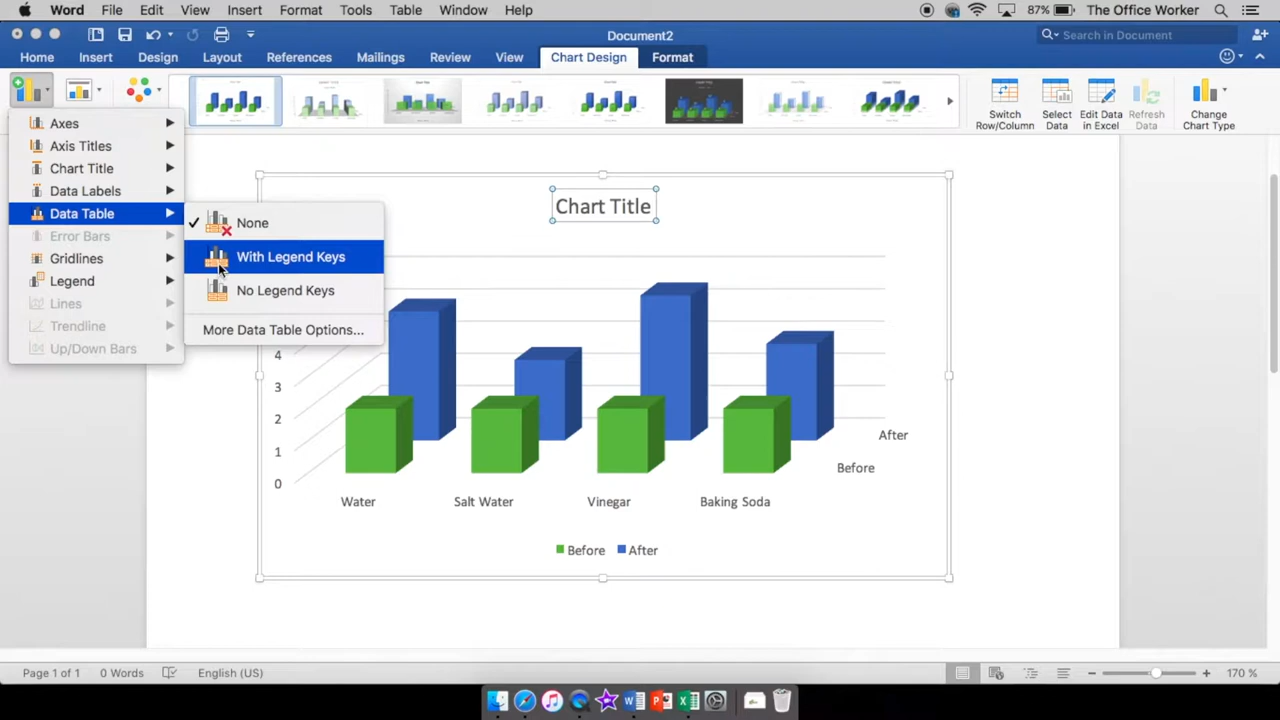 Word File Edit View Insert Format Tools Table Window Help 87% The Office Worker
Document2
Search in Document
Home Insert Design Layout References Mailings Review View Chart Design Format
Switch Row/Column
Select Data
Edit Data in Excel
Refresh Data
Change Chart Type
Axes
Axis Titles
Chart Title
Data Labels
Data Table
Error Bars
Gridlines
Legend
Lines
Trendline
Up/Down Bars
None
With Legend Keys
No Legend Keys
More Data Table Options...
Chart Title
4
3
2
1
0
After
Before
Water Salt Water Vinegar Baking Soda
Before After
Page 1 of 1 0 Words English (US) 170 %